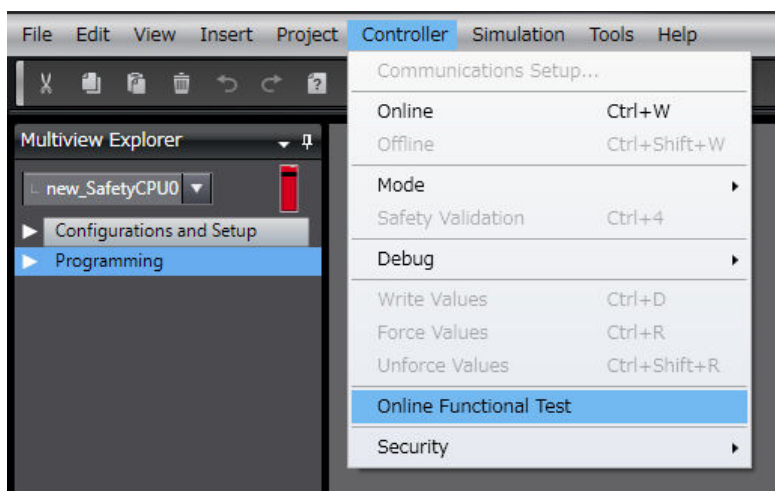 File Edit View Insert Project Controller Simulation Tools Help
Communications Setup...
Online Ctrl+W
Offline Ctrl+Shift+W
Mode
Safety Validation Ctrl+4
Debug
Write Values Ctrl+D
Force Values Ctrl+R
Unforce Values Ctrl+Shift+R
Online Functional Test
Security
Multiview Explorer
new_SafetyCPU0
Configurations and Setup
Programming